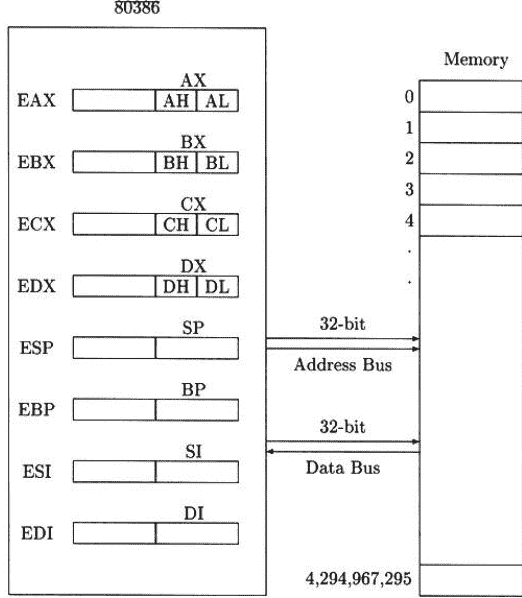 80386
Memory
AX
EAX AH AL
BX
EBX BH BL
CX
ECX CH CL
DX
EDX DH DL
SP
ESP
BP
EBP
SI
ESI
DI
EDI
32-bit
Address Bus
32-bit
Data Bus
0
1
2
3
4
.
.
4,294,967,295